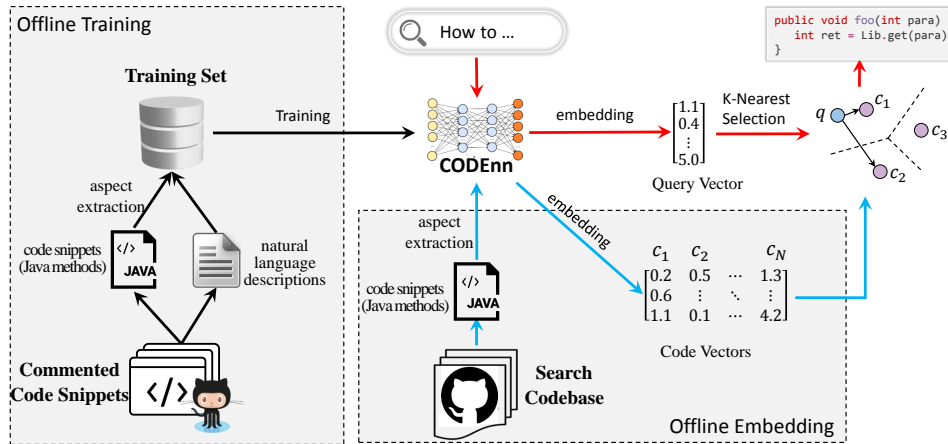 Offline Training
Training Set
Training
aspect
extraction
code snippets
(Java methods)
</>
JAVA
natural
language
descriptions
Commented
Code Snippets
</>
How to ...
CODEnn
embedding
1.1
0.4
⋮
5.0
Query Vector
K-Nearest
Selection
public void foo(int para)
int ret = Lib.get(para)
}
q
c1
c2
c3
embedding
aspect
extraction
code snippets
(Java methods)
</>
JAVA
Search
Codebase
c1 c2 cN
0.2 0.5 ⋯ 1.3
0.6 ⋮ ⋱ ⋮
1.1 0.1 ⋯ 4.2
Code Vectors
Offline Embedding